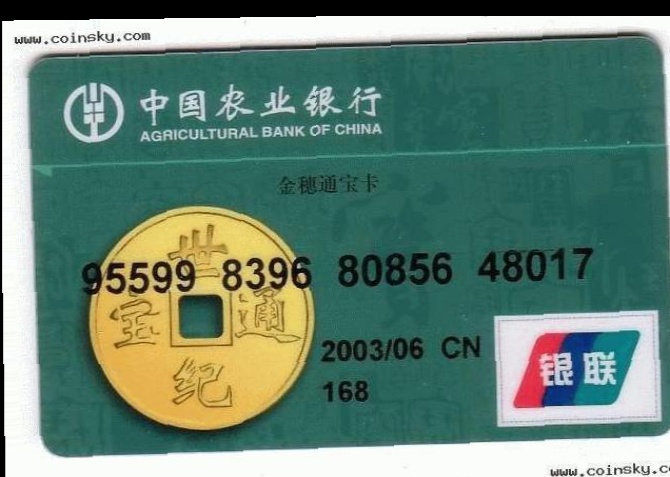 www.coinsky.com
中国农业银行
AGRICULTURAL BANK OF CHINA
金穗通宝卡
世
95599 8396 80856 48017
宝 通
纪
2003/06 CN
168
银联
www.coinsky.co